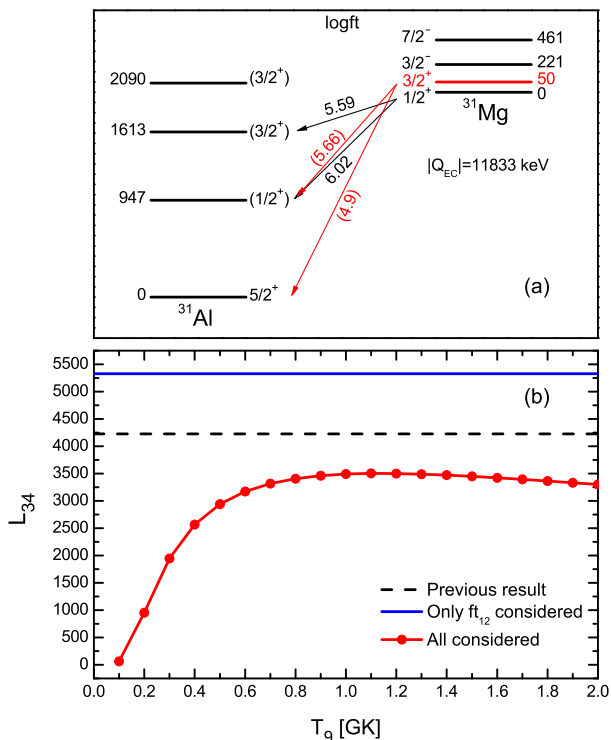 (a)
logft
7/2⁻ 461
3/2⁻ 221
3/2⁺ 50
1/2⁺ 0
³¹Mg
2090 (3/2⁺)
1613 (3/2⁺)
947 (1/2⁺)
0 5/2⁺
³¹Al
5.59
(5.66)
6.02
(4.9)
|Q_EC|=11833 keV
(a)
(b)
5500
5000
4500
4000
3500
3000
2500
2000
1500
1000
500
0
L₃₄
Previous result
Only ft₁₂ considered
All considered
0.0 0.2 0.4 0.6 0.8 1.0 1.2 1.4 1.6 1.8 2.0
T₉ [GK]